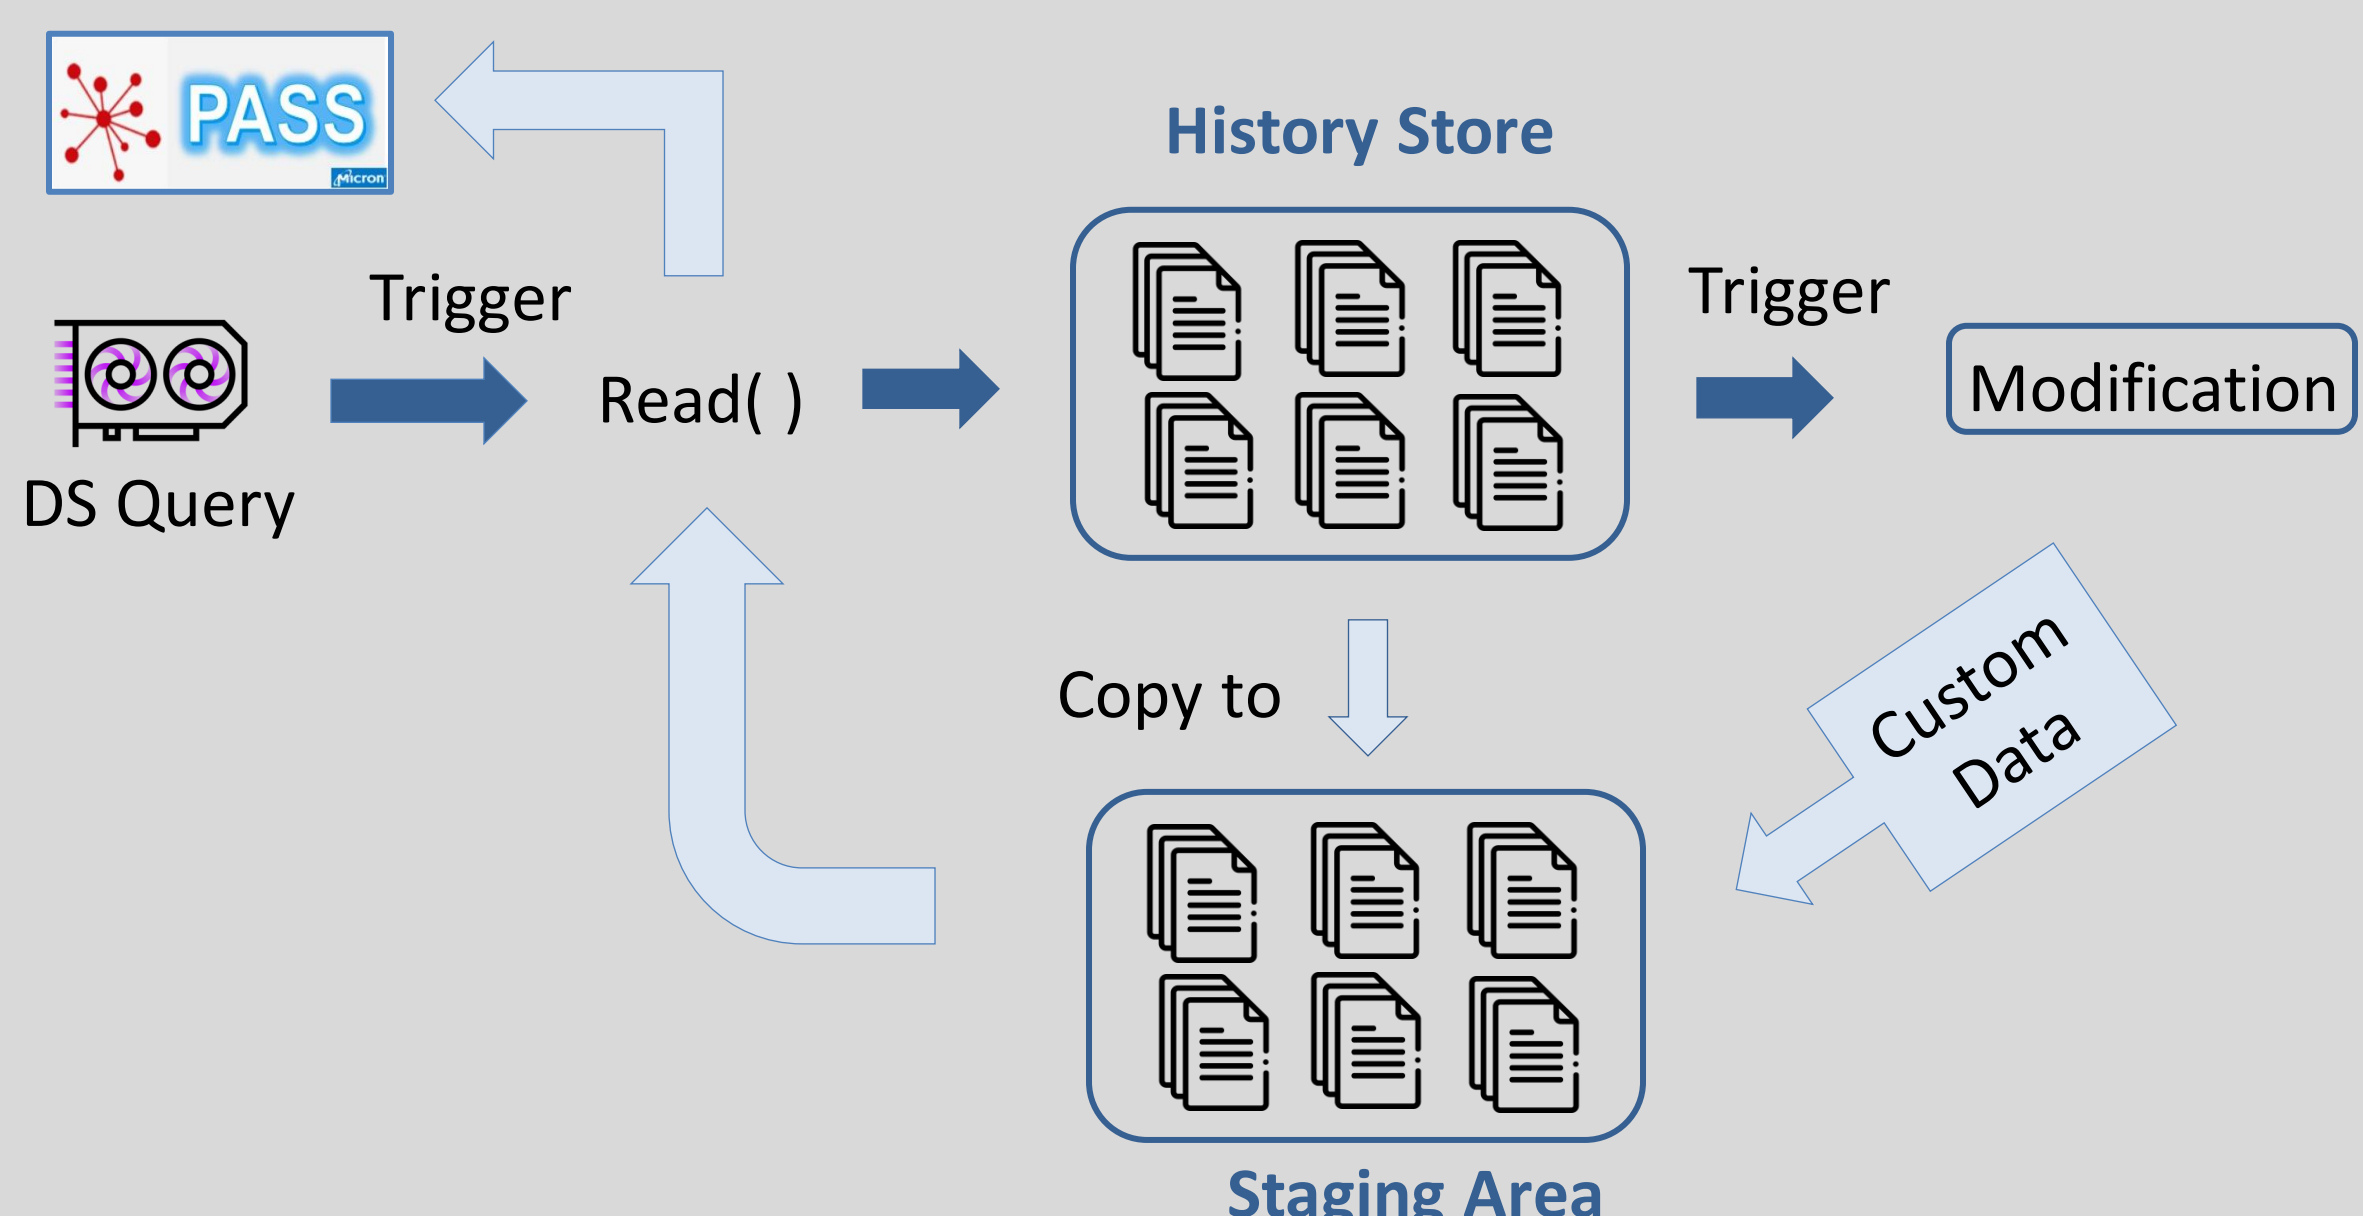 PASS
Micron
History Store
Trigger
Trigger
Read( )
Modification
DS Query
Custom
Data
Copy to
Staging Area